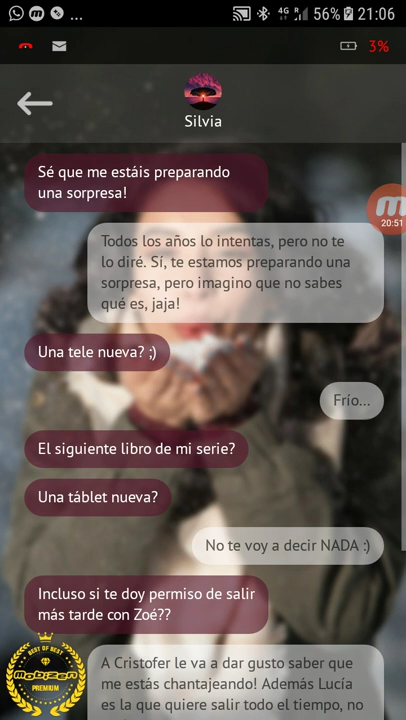 ... 4G R 56% 21:06
3%
Silvia
Sé que me estáis preparando
una sorpresa!
m
20:51
Todos los años lo intentas, pero no te
lo diré. Sí, te estamos preparando una
sorpresa, pero imagino que no sabes
qué es, jaja!
Una tele nueva? ;)
Frío...
El siguiente libro de mi serie?
Una táblet nueva?
No te voy a decir NADA :)
Incluso si te doy permiso de salir
más tarde con Zoé??
A Cristofer le va a dar gusto saber que
me estás chantajeando! Además Lucía
es la que quiere salir todo el tiempo, no
BEST OF BEST
mobizen
PREMIUM